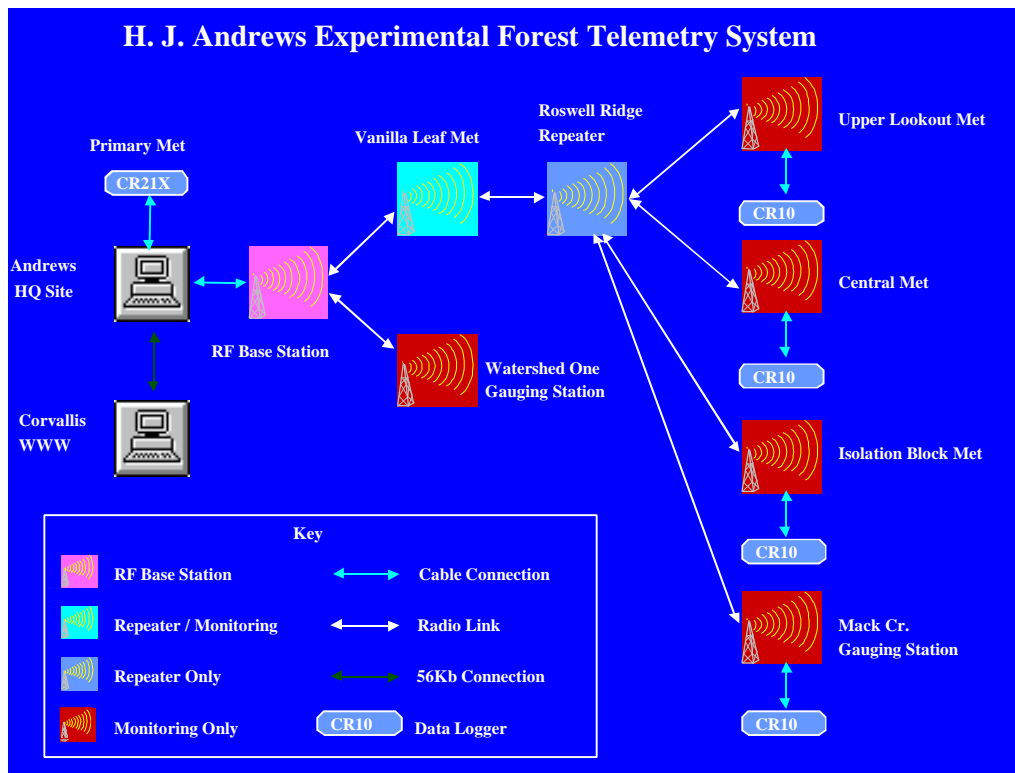 H. J. Andrews Experimental Forest Telemetry System
Primary Met
CR21X
Andrews
HQ Site
Corvallis
WWW
RF Base Station
Vanilla Leaf Met
Watershed One
Gauging Station
Roswell Ridge
Repeater
Upper Lookout Met
CR10
Central Met
CR10
Isolation Block Met
CR10
Mack Cr.
Gauging Station
CR10
Key
RF Base Station
Cable Connection
Repeater / Monitoring
Radio Link
Repeater Only
56Kb Connection
Monitoring Only
CR10
Data Logger